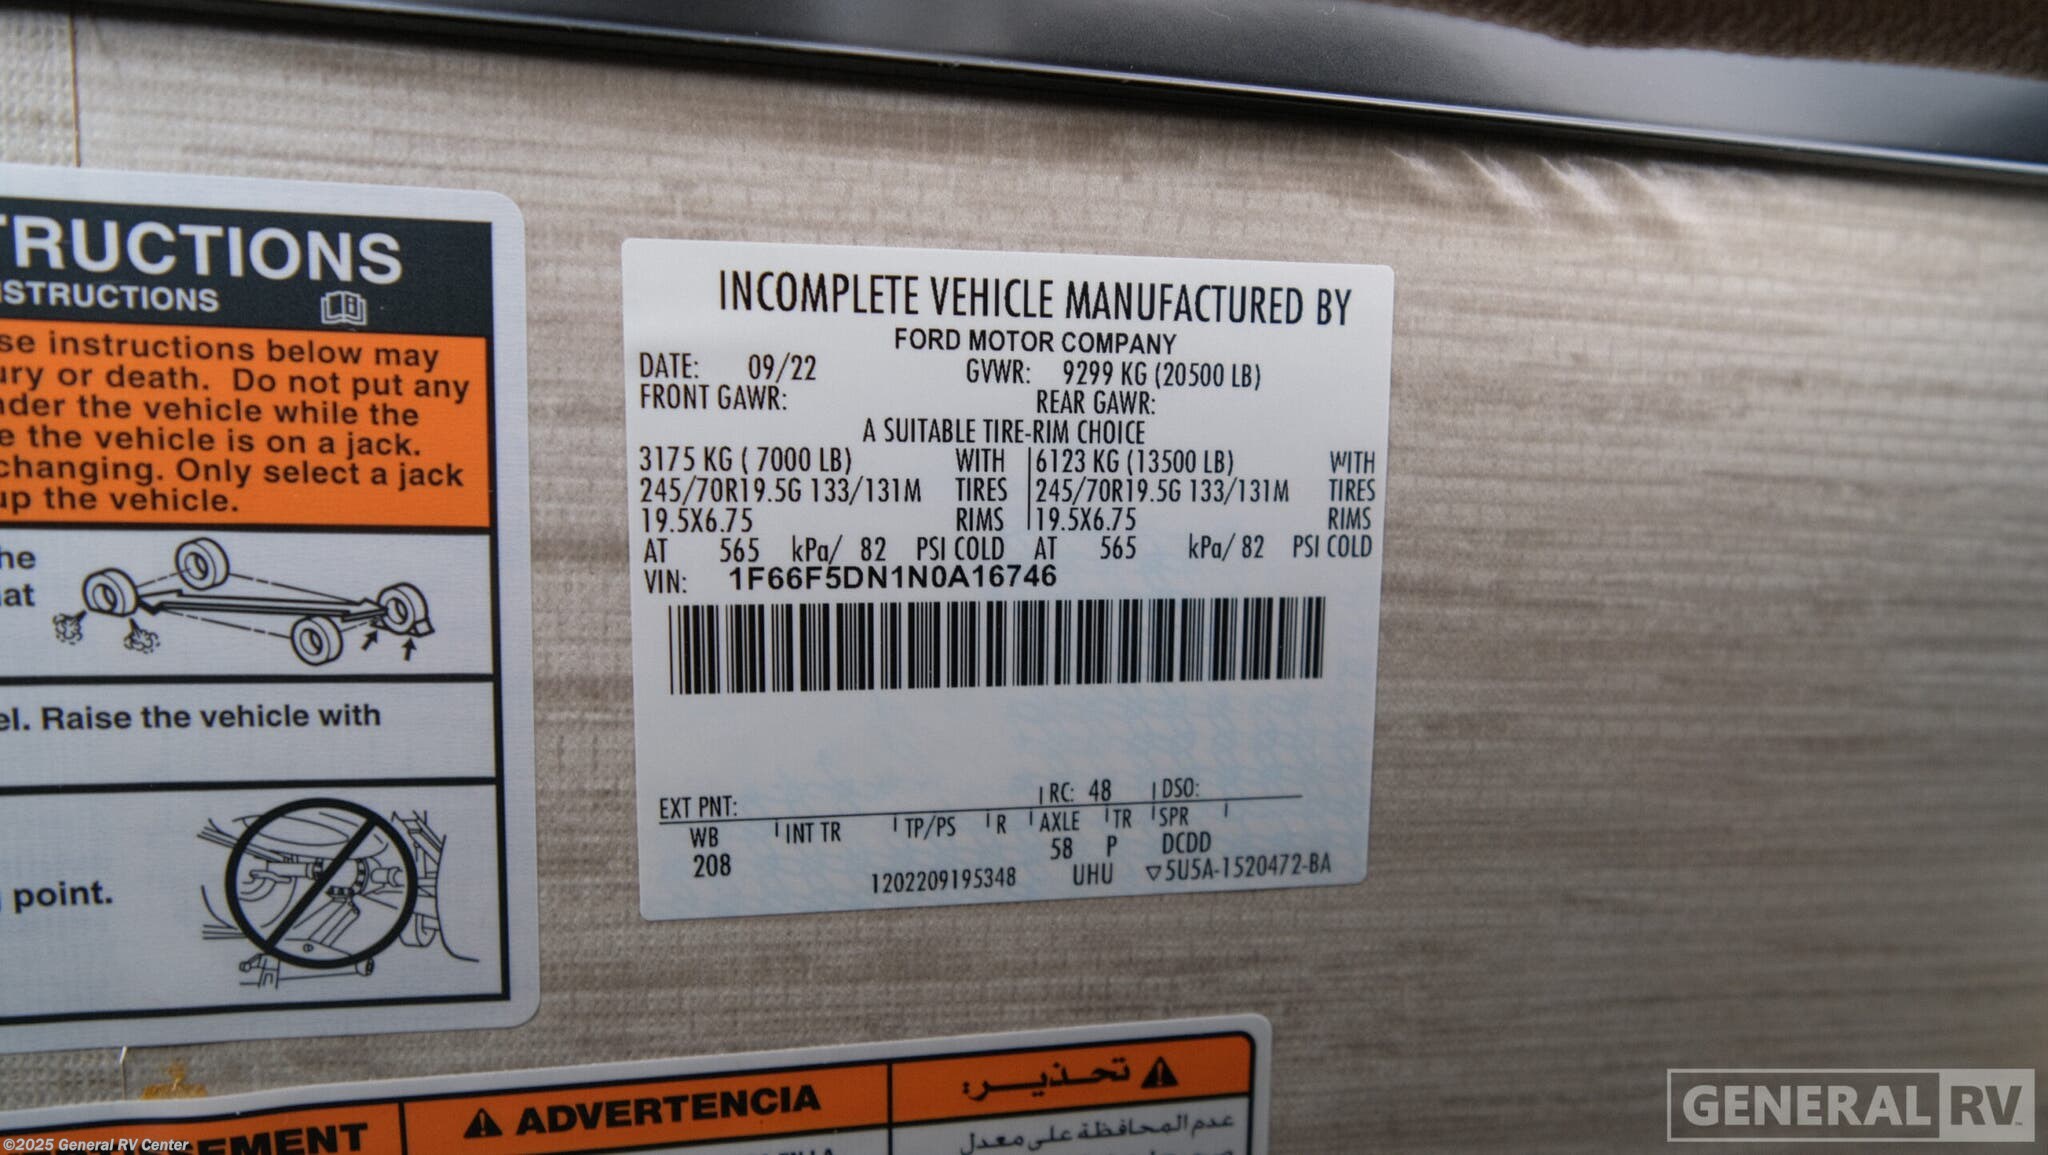 TRUCTIONS
STRUCTIONS
se instructions below may
ury or death. Do not put any
nder the vehicle while the
e the vehicle is on a jack.
changing. Only select a jack
up the vehicle.
he
at
el. Raise the vehicle with
point.
INCOMPLETE VEHICLE MANUFACTURED BY
FORD MOTOR COMPANY
DATE: 09/22 GVWR: 9299 KG (20500 LB)
FRONT GAWR: REAR GAWR:
A SUITABLE TIRE-RIM CHOICE
3175 KG ( 7000 LB) WITH 6123 KG (13500 LB) WITH
245/70R19.5G 133/131M TIRES 245/70R19.5G 133/131M TIRES
19.5X6.75 RIMS 19.5X6.75 RIMS
AT 565 kPa/ 82 PSI COLD AT 565 kPa/ 82 PSI COLD
VIN: 1F66F5DN1N0A16746
EXT PNT: RC: 48 DSO:
WB INT TR TP/PS R AXLE TR SPR
208 58 P DCDD
1202209195348 UHU ▽5U5A-1520472-BA
SEMENT
ADVERTENCIA
تحذير:
عدم المحافظة على معدل
GENERAL RV
©2025 General RV Center